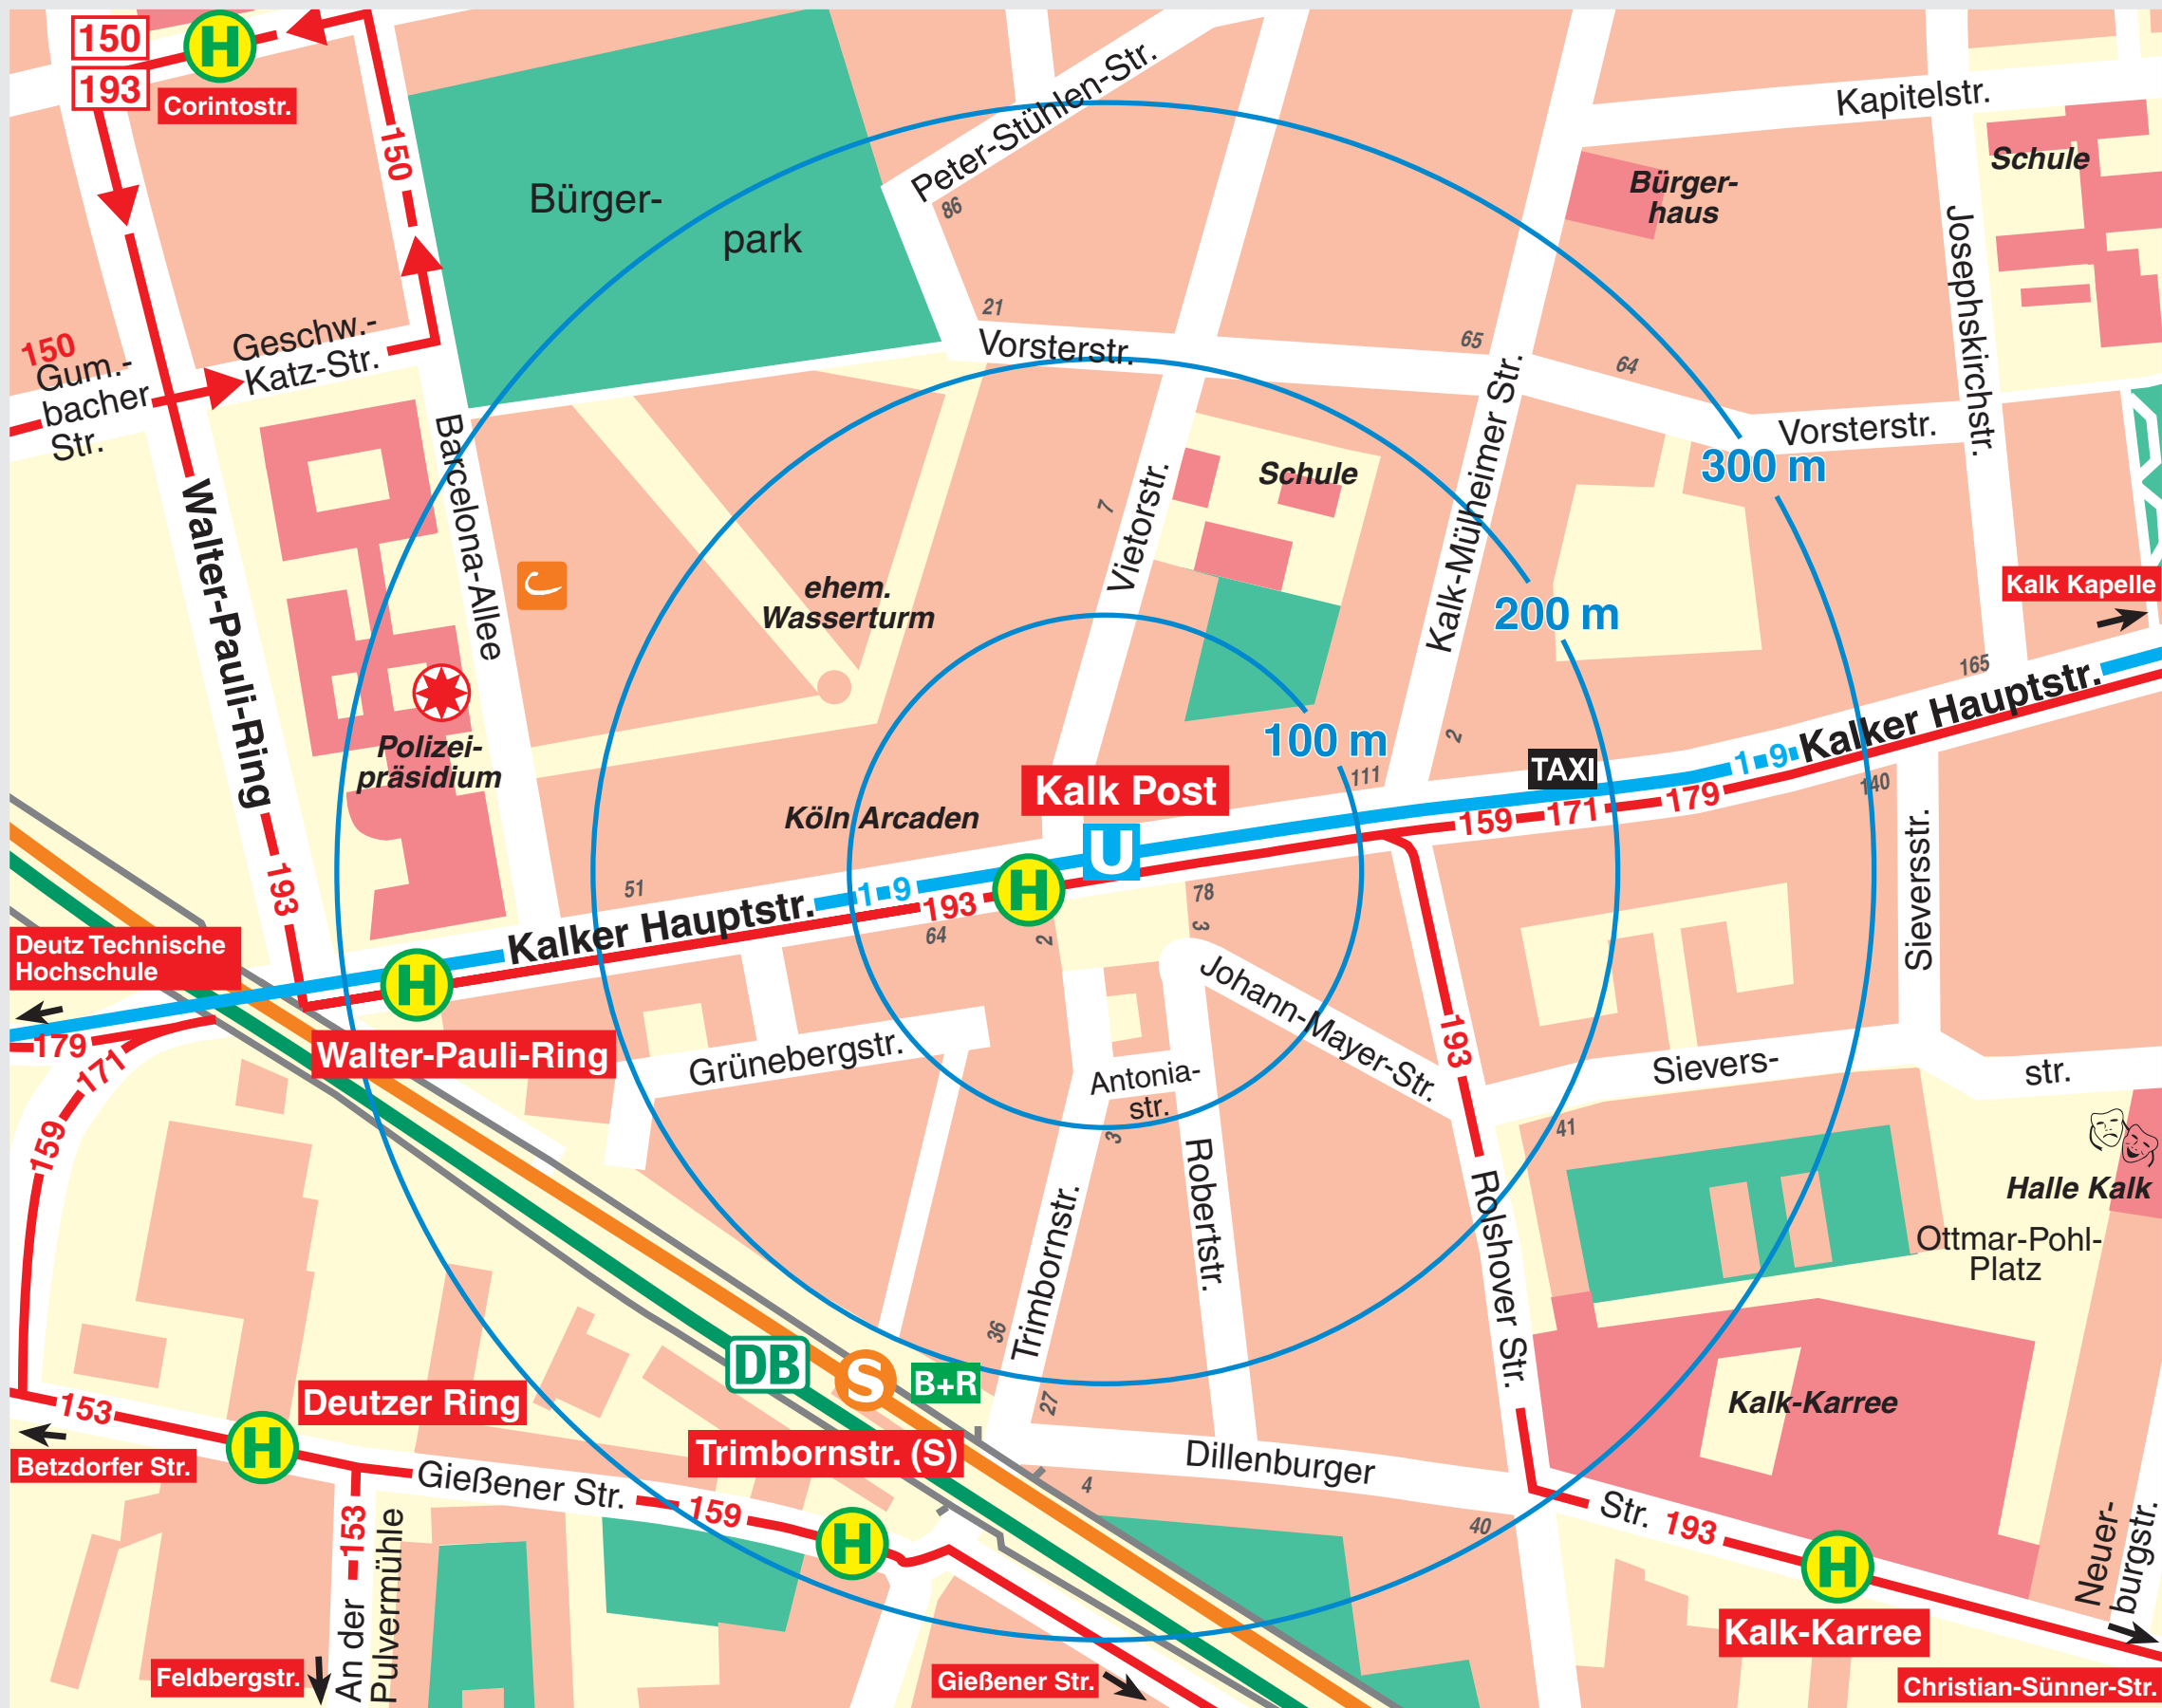 150
193
H
Corintostr.
150
Bürger-
park
Peter-Stühlen-Str.
86
Kapitelstr.
Bürger-
haus
Schule
Josephskirchstr.
150
Gum.-
bacher
Str.
Geschw.-
Katz-Str.
21
Vorsterstr.
65
64
Vorsterstr.
300 m
Barcelona-Allee
Walter-Pauli-Ring
C
ehem.
Wasserturm
7
Vietorstr.
Schule
Kalk-Mülheimer Str.
200 m
Kalk Kapelle
165
Kalker Hauptstr.
Polizei-
präsidium
100 m
2
TAXI
111
1-9
Kalk Post
Köln Arcaden
U
159
171
179
140
Sieversstr.
193
51
Kalker Hauptstr.
1-9
193
H
64
2
78
3
Deutz Technische
Hochschule
H
179
171
159
Walter-Pauli-Ring
Grünebergstr.
Johann-Mayer-Str.
193
Antonia-
str.
3
Sievers-
str.
41
Halle Kalk
Ottmar-Pohl-
Platz
Trimbornstr.
Robertstr.
Rolshover Str.
36
27
DB
S
B+R
Trimbornstr. (S)
Kalk-Karree
153
Deutzer Ring
H
Betzdorfer Str.
Gießener Str.
159
H
4
Dillenburger
40
Str.
193
H
Kalk-Karree
Neuer-
burgstr.
153
An der
Pulvermühle
Feldbergstr.
Gießener Str.
Christian-Sünner-Str.